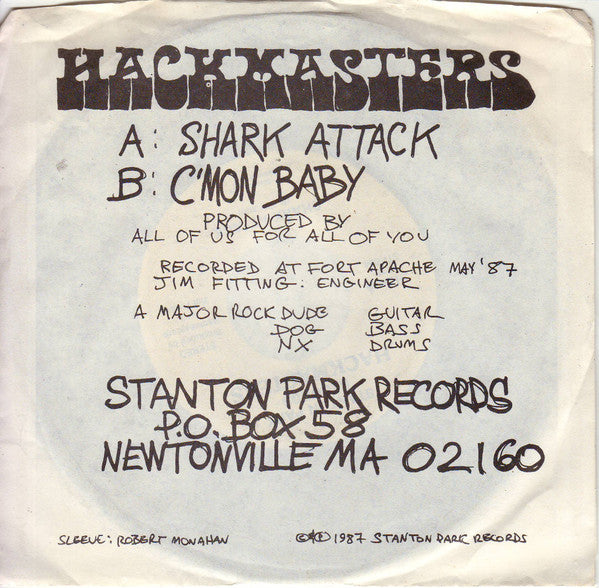 HACKMASTERS
A: SHARK ATTACK
B: C'MON BABY
PRODUCED BY
ALL OF US FOR ALL OF YOU
RECORDED AT FORT APACHE MAY '87
JIM FITTING: ENGINEER
A MAJOR ROCK DUDE GUITAR
DOG BASS
NX DRUMS
STANTON PARK RECORDS
P.O. BOX 58
NEWTONVILLE MA 02160
SLEEVE: ROBERT MONAHAN
©&℗ 1987 STANTON PARK RECORDS